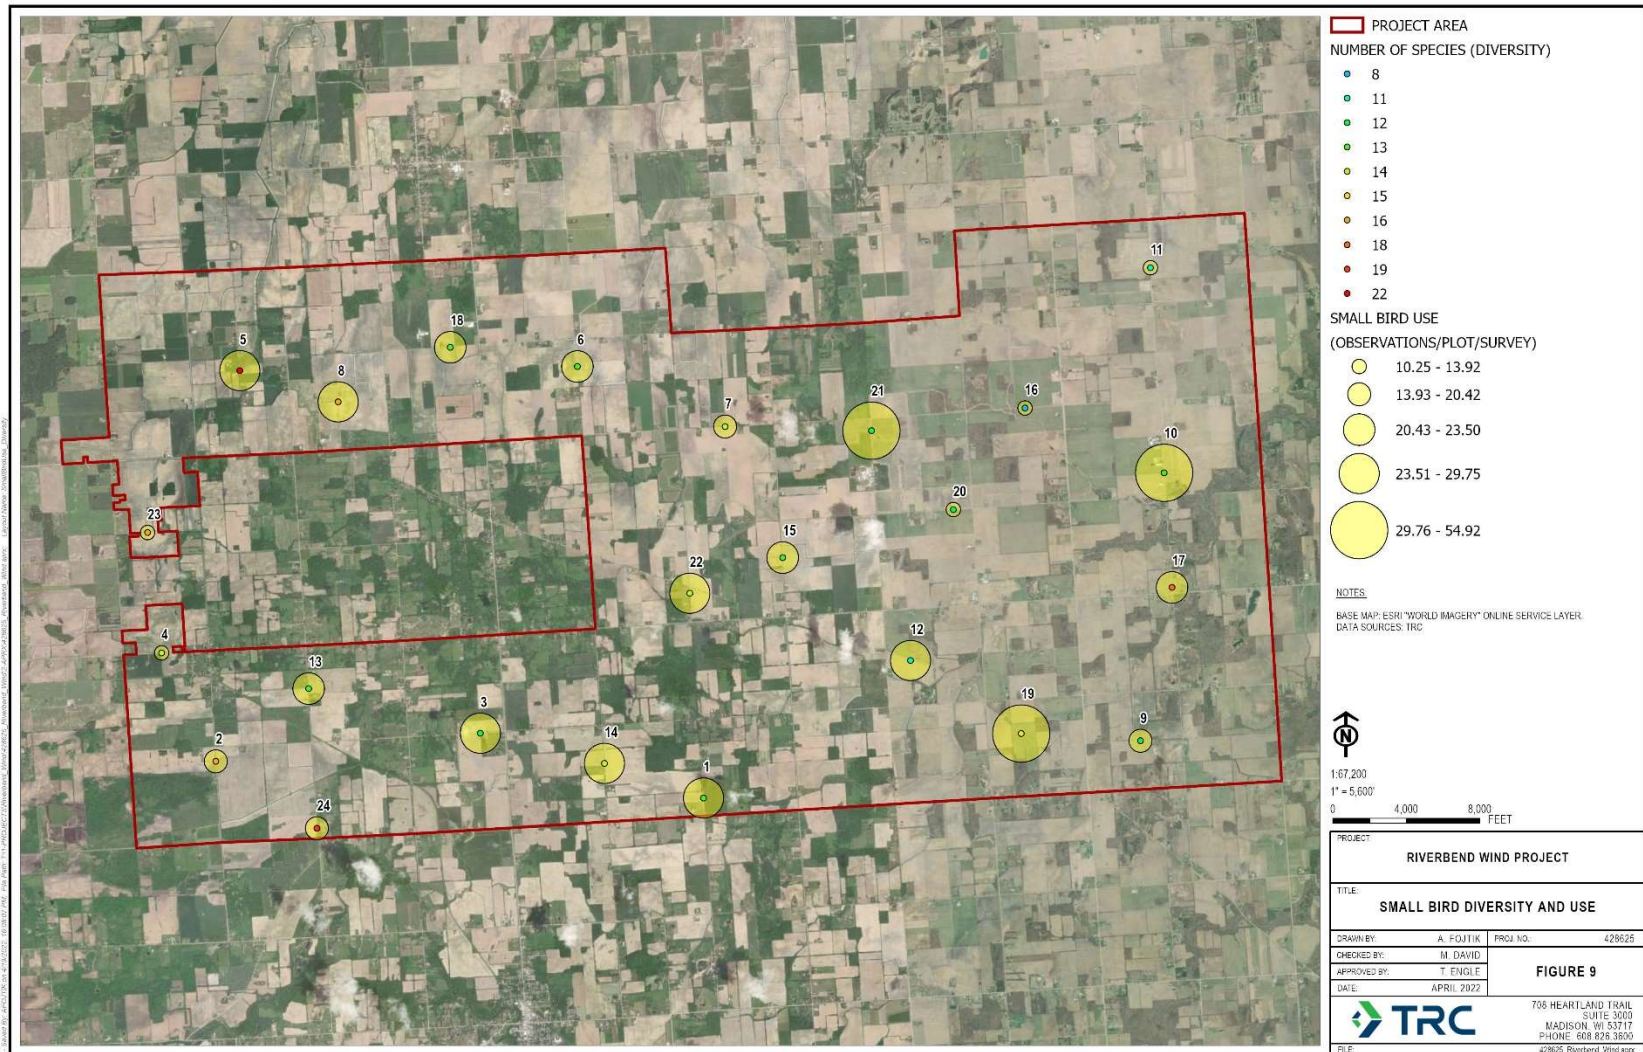 PROJECT AREA
NUMBER OF SPECIES (DIVERSITY)
8
11
12
13
14
15
16
18
19
22
SMALL BIRD USE
(OBSERVATIONS/PLOT/SURVEY)
10.25 - 13.92
13.93 - 20.42
20.43 - 23.50
23.51 - 29.75
29.76 - 54.92
NOTES:
BASE MAP: ESRI "WORLD IMAGERY" ONLINE SERVICE LAYER.
DATA SOURCES: TRC
N
1:67,200
1" = 5,600'
0 4,000 8,000
FEET
PROJECT:
RIVERBEND WIND PROJECT
TITLE:
SMALL BIRD DIVERSITY AND USE
DRAWN BY: A. FOJTIK PROJ. NO.: 428625
CHECKED BY: M. DAVID
APPROVED BY: T. ENGLE
FIGURE 9
DATE: APRIL 2022
TRC
708 HEARTLAND TRAIL
SUITE 3000
MADISON, WI 53717
PHONE: 608.826.3600
FILE: 428625_Riverbend_Wind.aprx
11
18
5
6
8
16
7
21
10
20
23
15
22
17
4
12
13
19
3
9
14
2
1
24